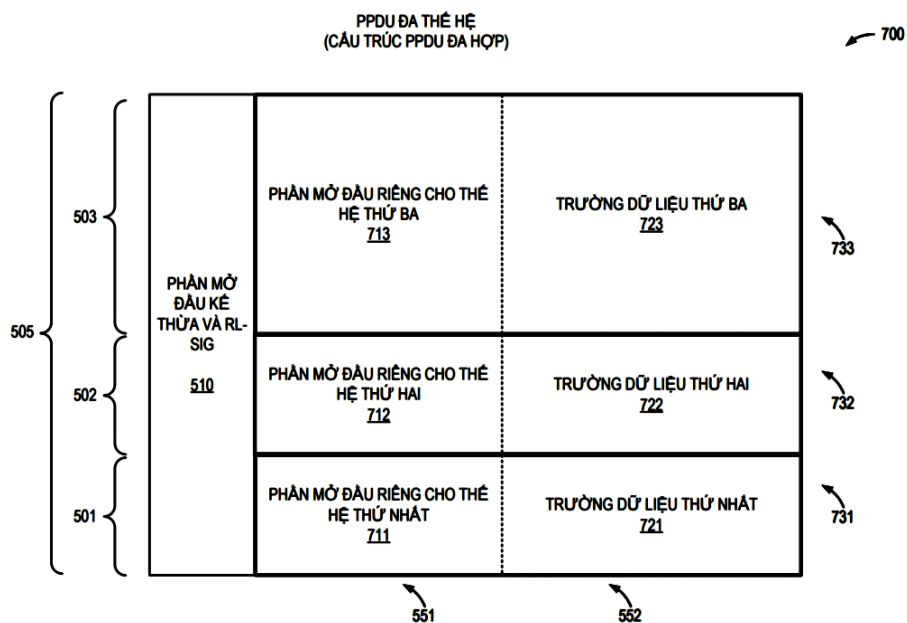 PPDU ĐA THẾ HỆ
(CẤU TRÚC PPDU ĐA HỢP)
700
503
PHẦN MỞ ĐẦU RIÊNG CHO THẾ
HỆ THỨ BA
713
TRƯỜNG DỮ LIỆU THỨ BA
723
733
505
PHẦN MỞ
ĐẦU KẾ
THỪA VÀ RL-
SIG
510
502
PHẦN MỞ ĐẦU RIÊNG CHO THẾ
HỆ THỨ HAI
712
TRƯỜNG DỮ LIỆU THỨ HAI
722
732
501
PHẦN MỞ ĐẦU RIÊNG CHO THẾ
HỆ THỨ NHẤT
711
TRƯỜNG DỮ LIỆU THỨ NHẤT
721
731
551
552